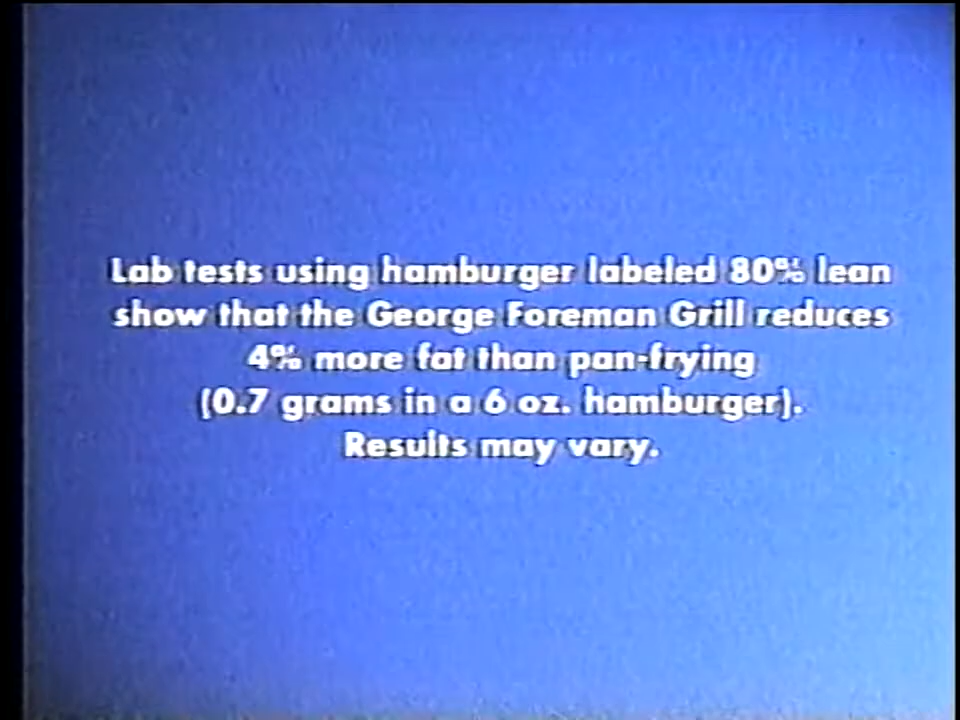 Lab tests using hamburger labeled 80% lean
show that the George Foreman Grill reduces
4% more fat than pan-frying
(0.7 grams in a 6 oz. hamburger).
Results may vary.